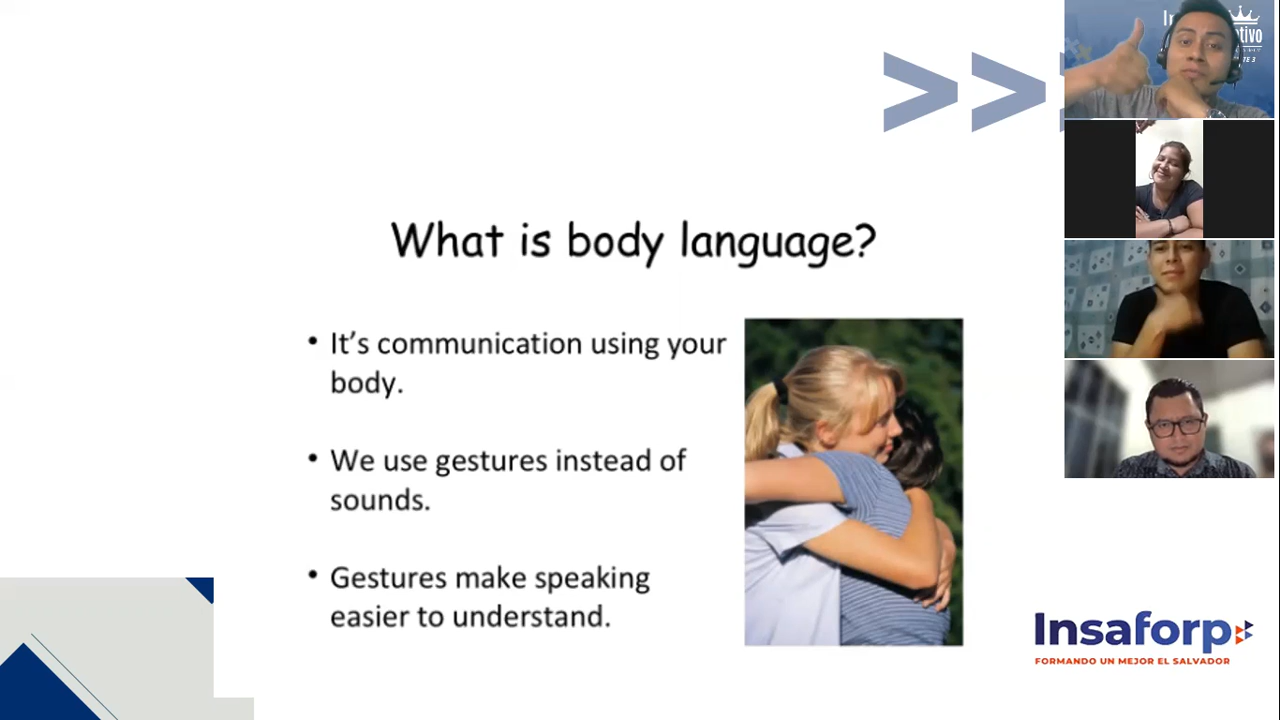 What is body language?
• It's communication using your
body.
• We use gestures instead of
sounds.
• Gestures make speaking
easier to understand.
Insaforp
FORMANDO UN MEJOR EL SALVADOR